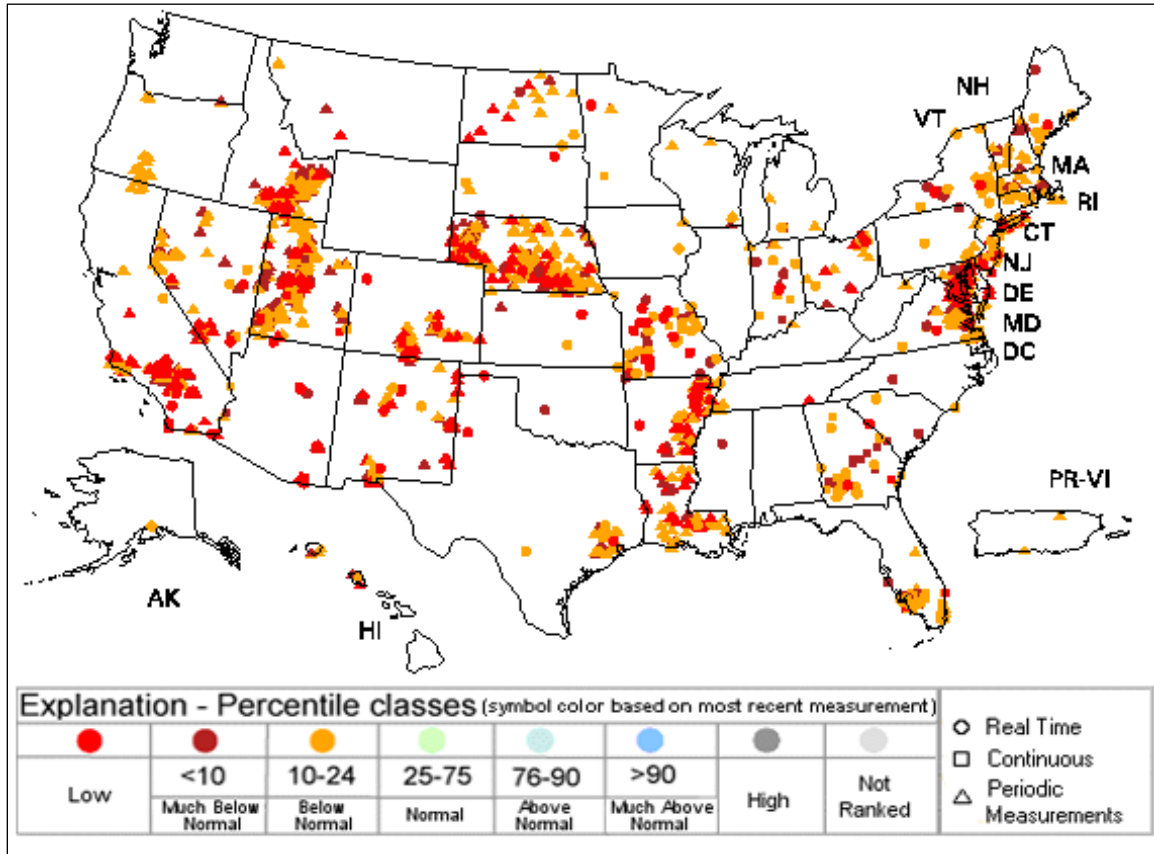 NH
VT
MA
RI
CT
NJ
DE
MD
DC
PR-VI
AK
HI
Explanation - Percentile classes (symbol color based on most recent measurement)
Low
<10
Much Below
Normal
10-24
Below
Normal
25-75
Normal
76-90
Above
Normal
>90
Much Above
Normal
High
Not
Ranked
Real Time
Continuous
Periodic
Measurements